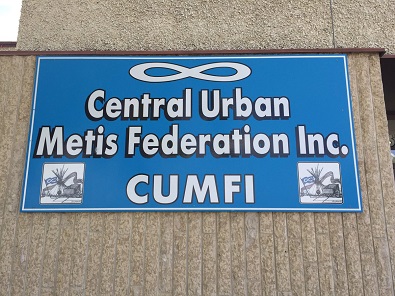 Central Urban
Metis Federation Inc.
CUMFI